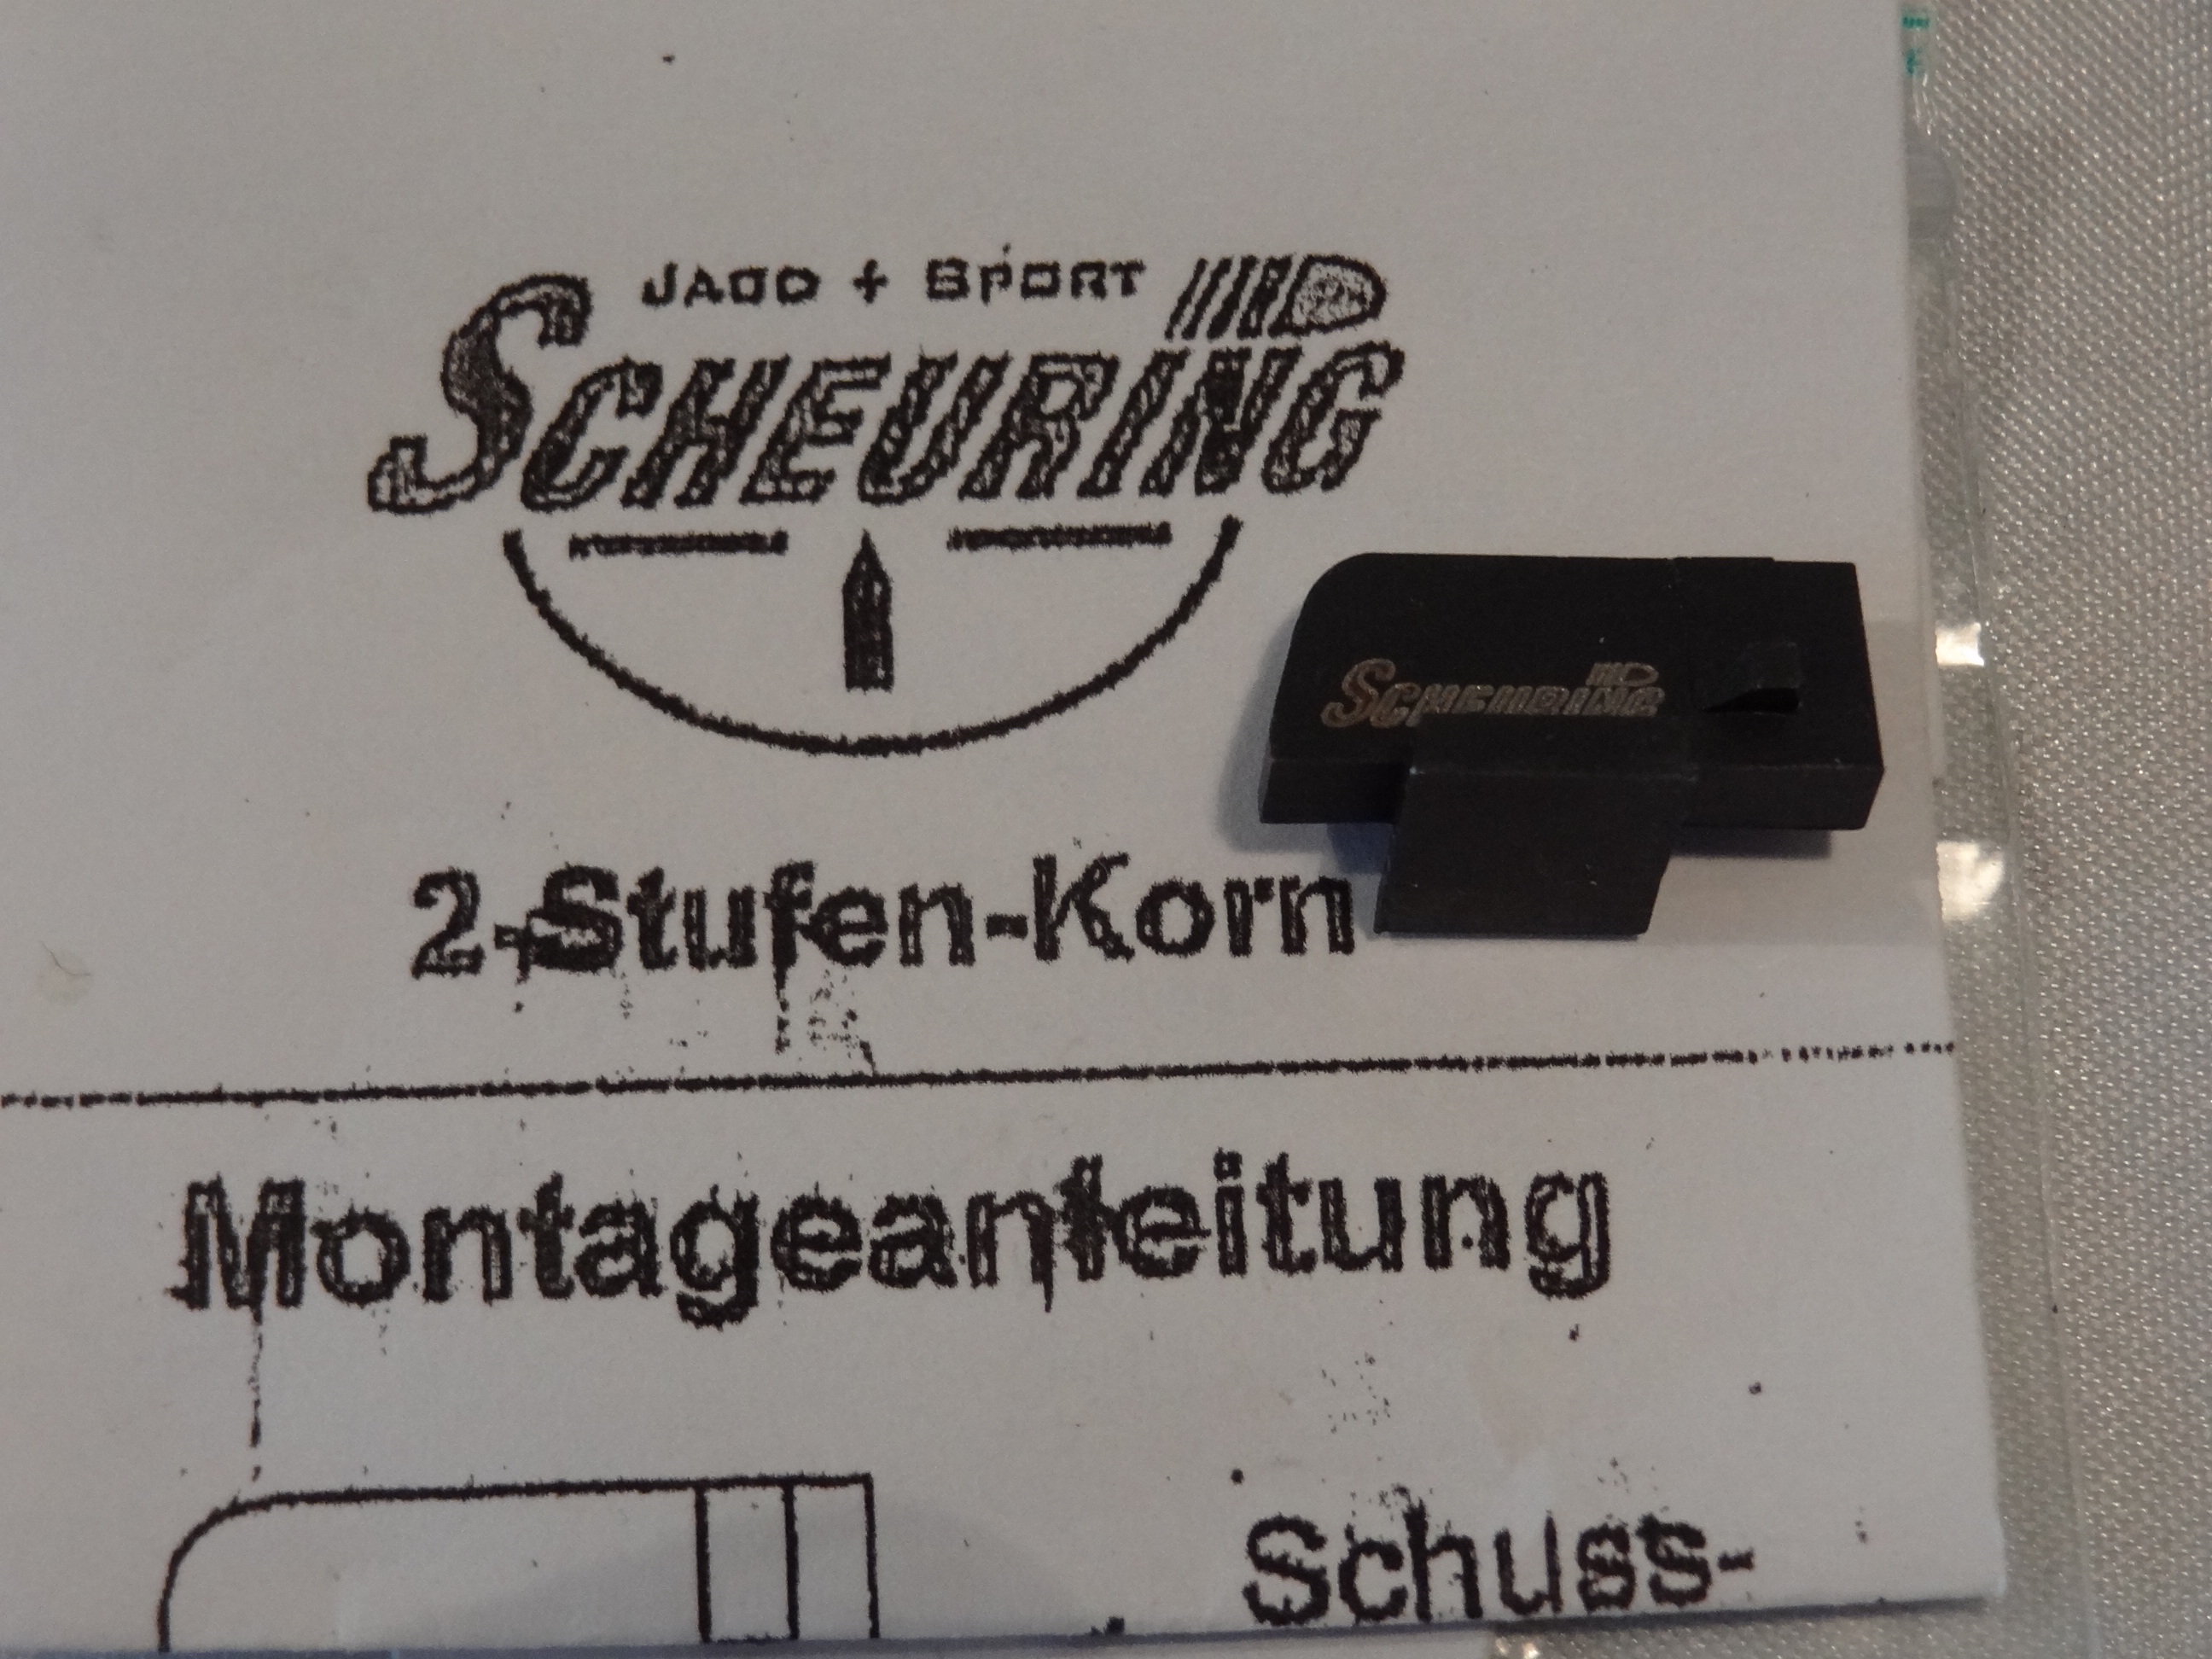 JAGD + SPORT
SCHEURING
SCHEURING
2-Stufen-Korn
Montageanleitung
Schuss-